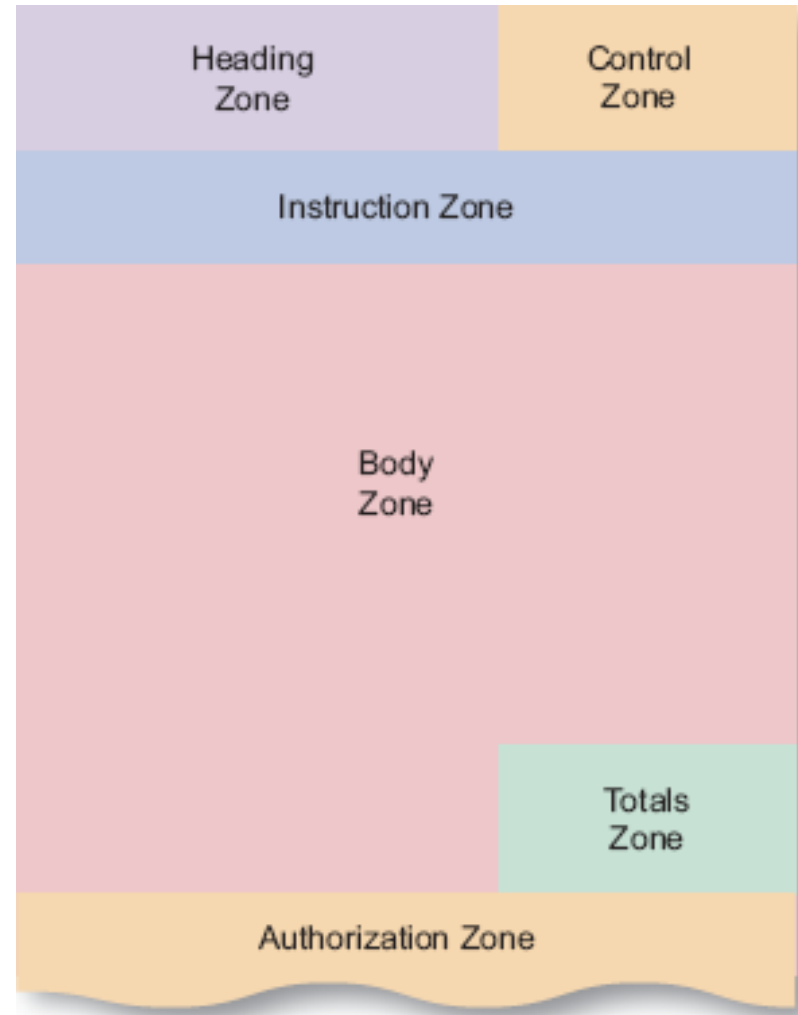 Heading
Zone
Control
Zone
Instruction Zone
Body
Zone
Totals
Zone
Authorization Zone